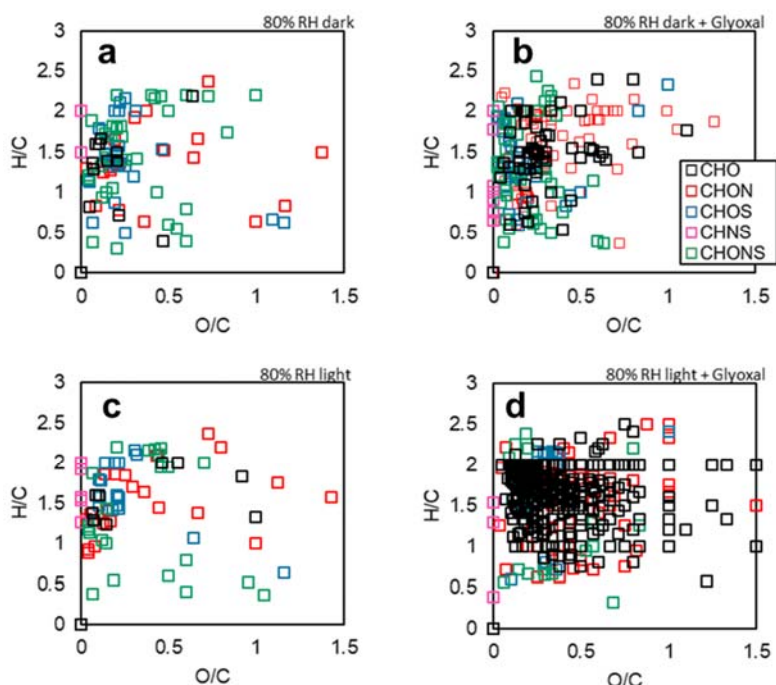 80% RH dark
a
3
2.5
2
1.5
1
0.5
0
H/C
0 0.5 1 1.5
O/C
80% RH dark + Glyoxal
b
3
2.5
2
1.5
1
0.5
0
H/C
CHO
CHON
CHOS
CHNS
CHONS
0 0.5 1 1.5
O/C
80% RH light
c
3
2.5
2
1.5
1
0.5
0
H/C
0 0.5 1 1.5
O/C
80% RH light + Glyoxal
d
3
2.5
2
1.5
1
0.5
0
H/C
0 0.5 1 1.5
O/C